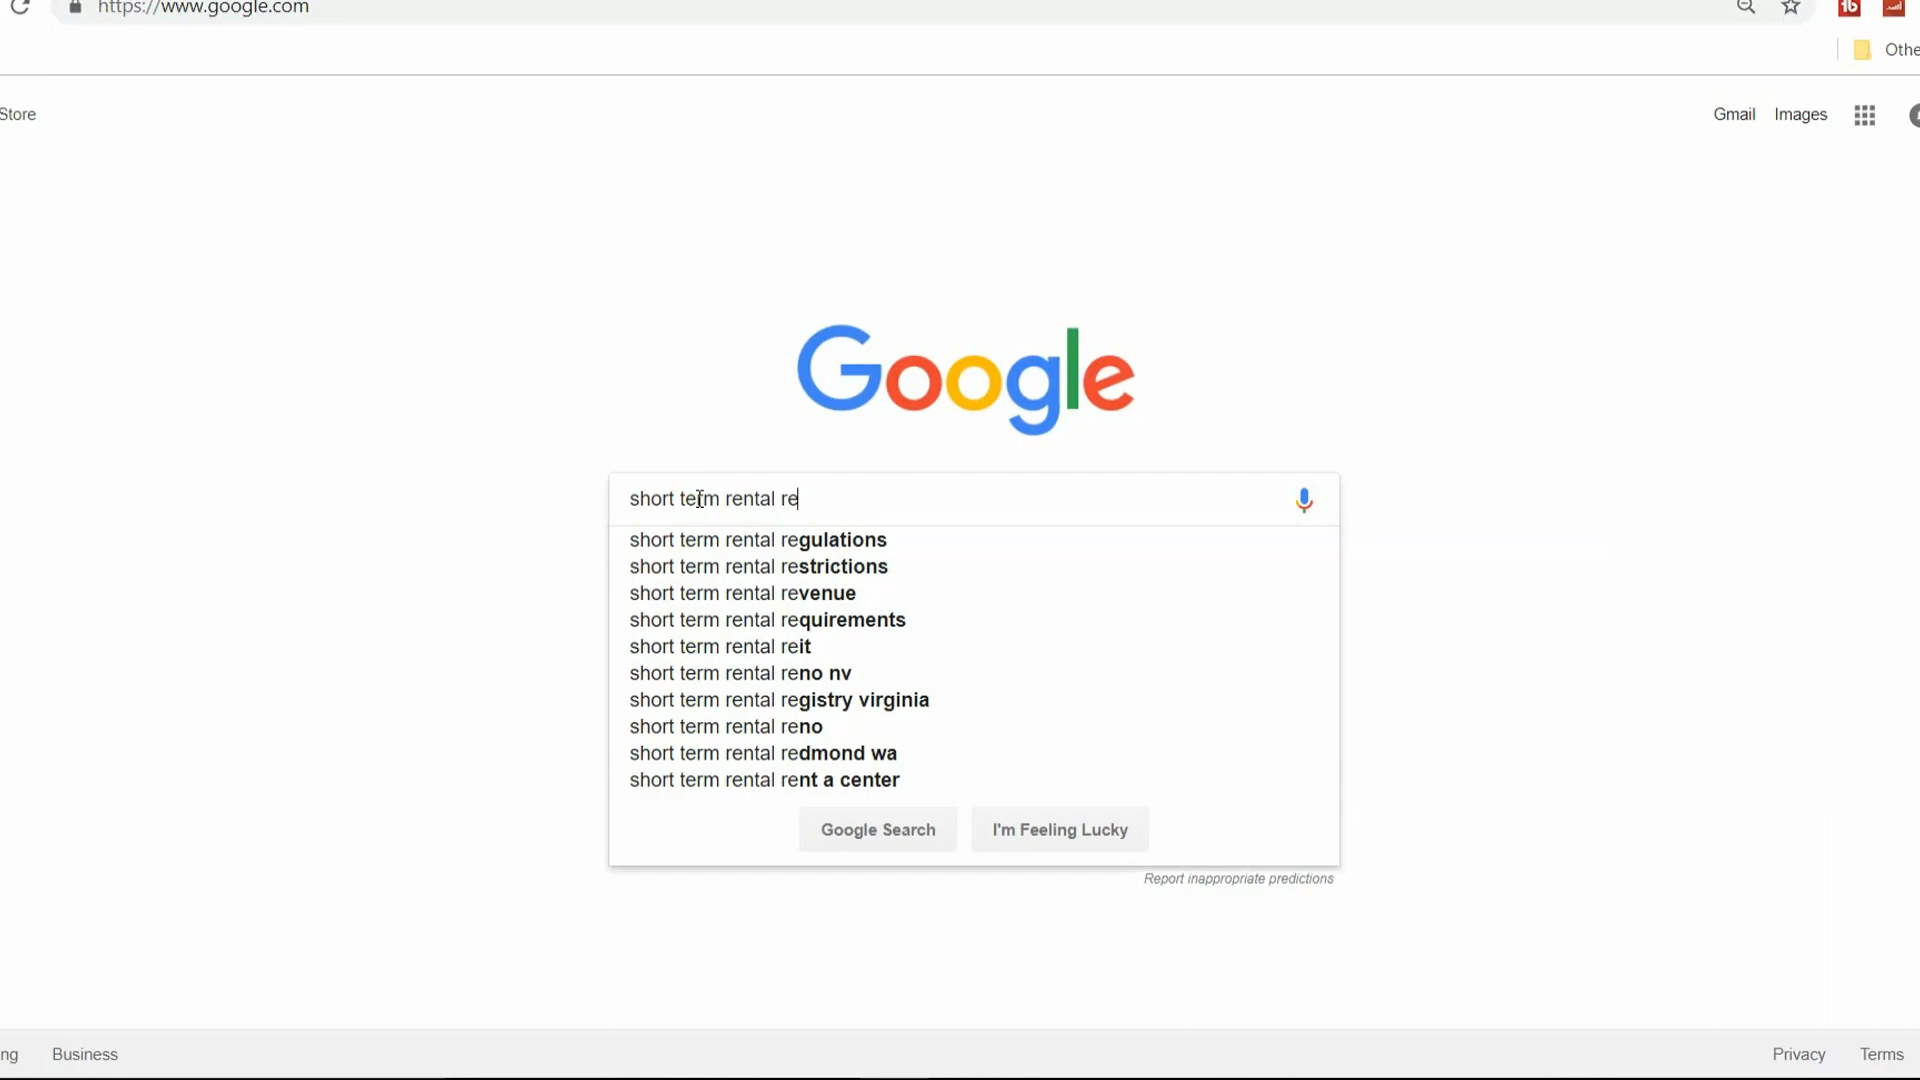 https://www.google.com
Othe
Store
Gmail Images
Google
short term rental re
short term rental regulations
short term rental restrictions
short term rental revenue
short term rental requirements
short term rental reit
short term rental reno nv
short term rental registry virginia
short term rental reno
short term rental redmond wa
short term rental rent a center
Google Search I'm Feeling Lucky
Report inappropriate predictions
ng Business Privacy Terms